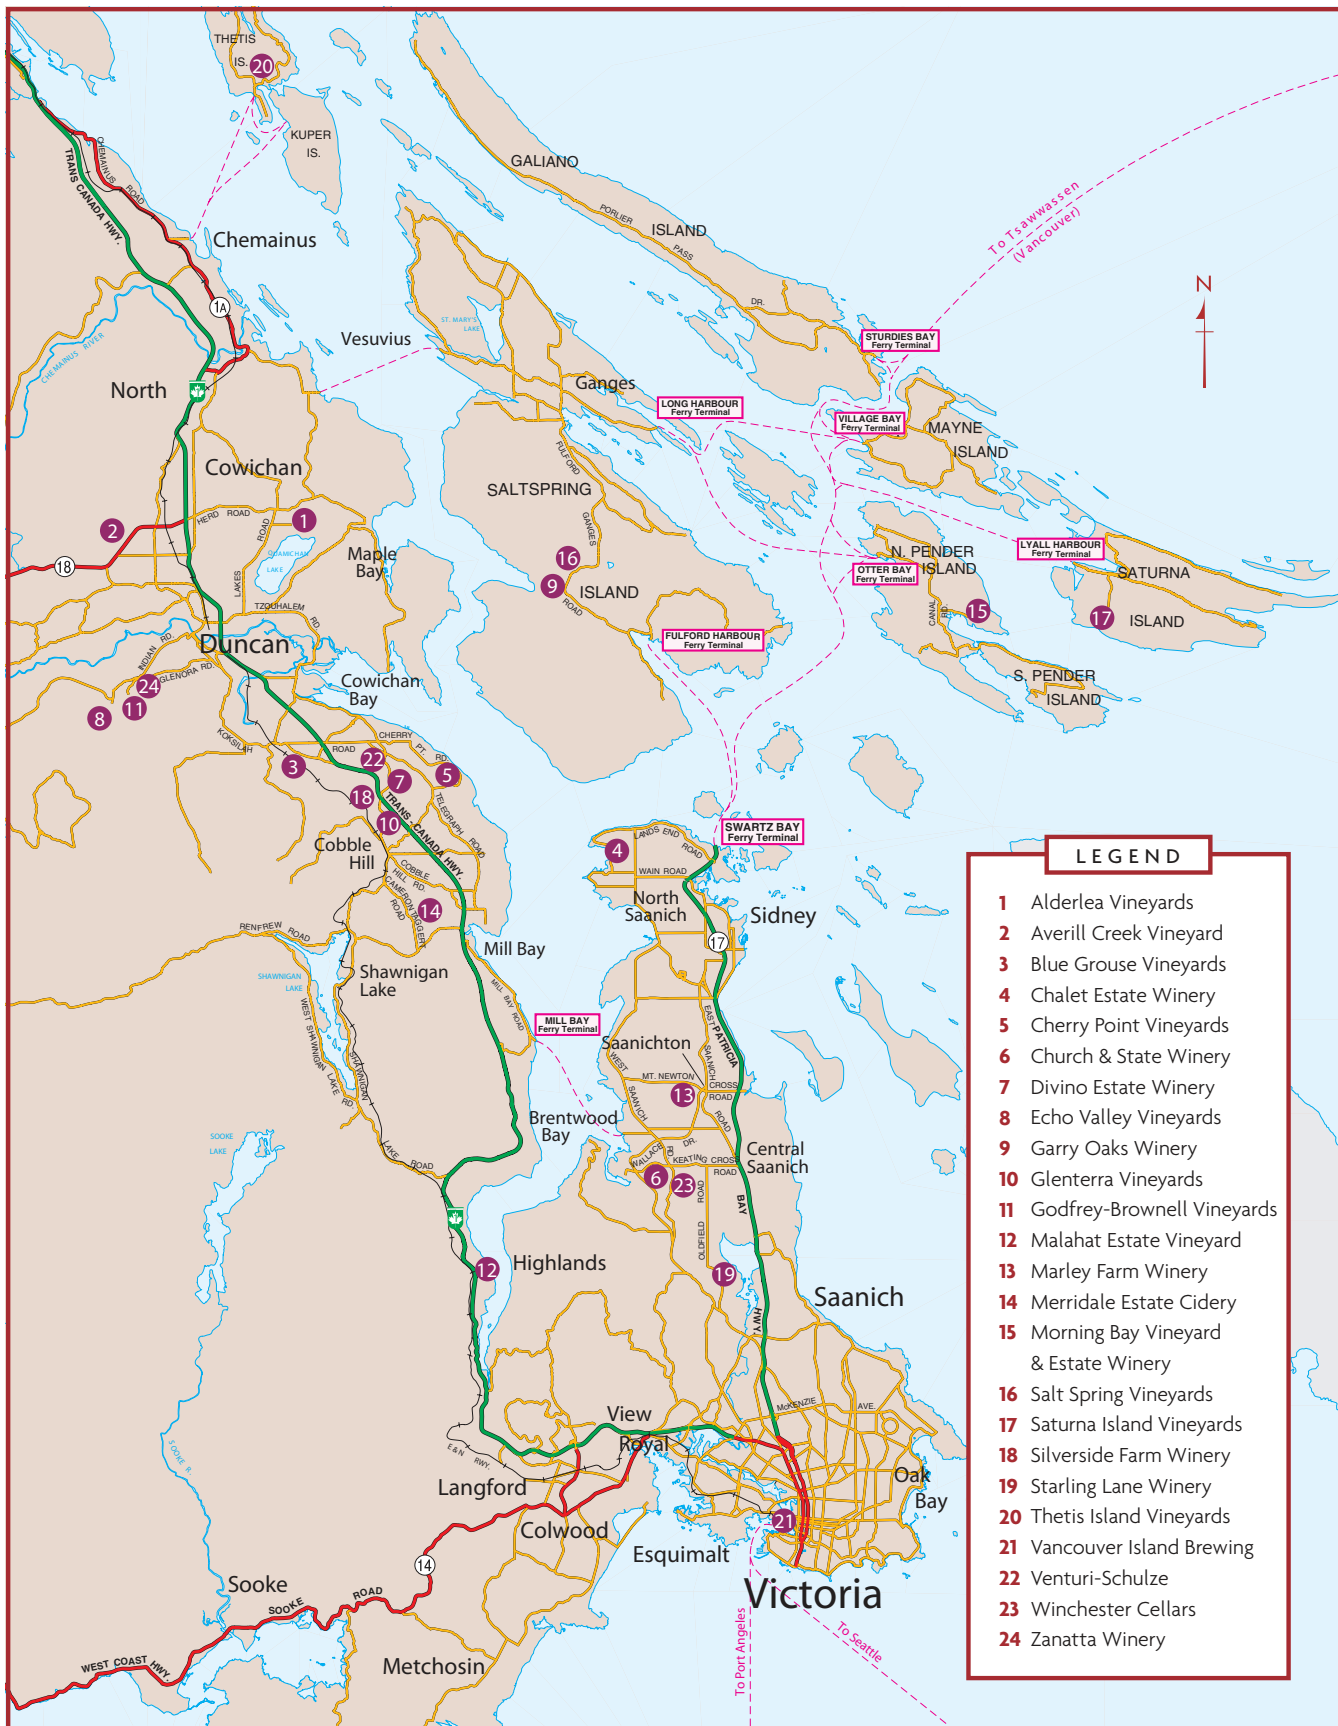 THETIS
IS.
20
KUPER
IS.
GALIANO
ISLAND
PORLIER
PASS
DR.
To Tsawwassen
(Vancouver)
N
TRANS CANADA HWY.
CHEMAINUS
ROAD
Chemainus
1A
CHEMAINUS RIVER
Vesuvius
ST. MARY'S
LAKE
STURDIES BAY
Ferry Terminal
North
Cowichan
Ganges
LONG HARBOUR
Ferry Terminal
VILLAGE BAY
Ferry Terminal
MAYNE
ISLAND
FULFORD
GANGES
ROAD
SALTSPRING
ISLAND
16
9
2
HERD ROAD
1
18
ROAD
LAKES
QUAMICHAN
LAKE
Maple
Bay
TZOUHALEM
RD.
N. PENDER
ISLAND
OTTER BAY
Ferry Terminal
LYALL HARBOUR
Ferry Terminal
SATURNA
ISLAND
CANAL
RD.
15
17
FULFORD HARBOUR
Ferry Terminal
S. PENDER
ISLAND
Duncan
INDIAN RD.
GLENORA RD.
24
11
8
Cowichan
Bay
KOKSILAH
ROAD
CHERRY
PT.
RD.
22
3
7
5
18
10
TRANS-CANADA HWY.
TELEGRAPH
ROAD
Cobble
Hill
COBBLE
HILL RD.
CAMERON TAGGERT
ROAD
14
SWARTZ BAY
Ferry Terminal
LANDS END
ROAD
4
WAIN ROAD
North
Saanich
Sidney
17
RENFREW ROAD
SHAWNIGAN
LAKE
Shawnigan
Lake
Mill Bay
MILL BAY ROAD
WEST SHAWNIGAN LAKE RD.
SHAWNIGAN
LAKE
ROAD
MILL BAY
Ferry Terminal
Saanichton
EAST
SAANICH
ROAD
PATRICIA
BAY
HWY.
WEST
SAANICH
RD.
MT. NEWTON
CROSS
ROAD
13
Brentwood
Bay
WALLACE
DR.
KEATING CROSS
ROAD
Central
Saanich
6
23
OLDFIELD
ROAD
SOOKE
LAKE
12
Highlands
19
Saanich
SOOKE R.
E&N RWY.
View
Royal
McKENZIE
AVE.
Langford
Colwood
Oak
Bay
21
Esquimalt
Victoria
14
Sooke
SOOKE
ROAD
WEST COAST HWY.
Metchosin
To Port Angeles
To Seattle
LEGEND
1 Alderlea Vineyards
2 Averill Creek Vineyard
3 Blue Grouse Vineyards
4 Chalet Estate Winery
5 Cherry Point Vineyards
6 Church & State Winery
7 Divino Estate Winery
8 Echo Valley Vineyards
9 Garry Oaks Winery
10 Glenterra Vineyards
11 Godfrey-Brownell Vineyards
12 Malahat Estate Vineyard
13 Marley Farm Winery
14 Merridale Estate Cidery
15 Morning Bay Vineyard
& Estate Winery
16 Salt Spring Vineyards
17 Saturna Island Vineyards
18 Silverside Farm Winery
19 Starling Lane Winery
20 Thetis Island Vineyards
21 Vancouver Island Brewing
22 Venturi-Schulze
23 Winchester Cellars
24 Zanatta Winery